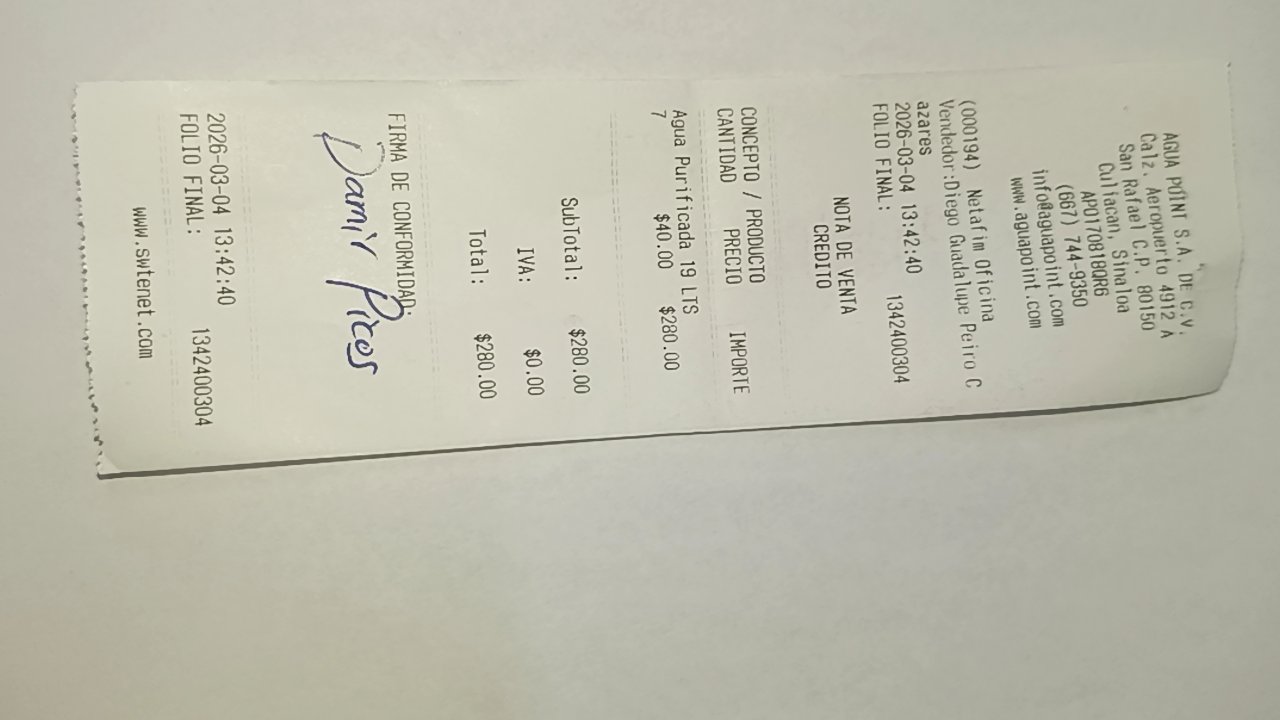 AGUA POINT S.A. DE C.V.
Calz. Aeropuerto 4912 A
San Rafael C.P. 80150
Culiacan, Sinaloa
APO170818QR6
(667) 744-9350
info@aguapoint.com
www.aguapoint.com
(000194) Netafim Oficina
Vendedor:Diego Guadalupe Peiro C
azares
2026-03-04 13:42:40
FOLIO FINAL: 1342400304
NOTA DE VENTA
CREDITO
CONCEPTO / PRODUCTO
CANTIDAD PRECIO IMPORTE
Agua Purificada 19 LTS
7 $40.00 $280.00
SubTotal: $280.00
IVA: $0.00
Total: $280.00
FIRMA DE CONFORMIDAD:
Damir Picos
2026-03-04 13:42:40
FOLIO FINAL: 1342400304
www.swtenet.com